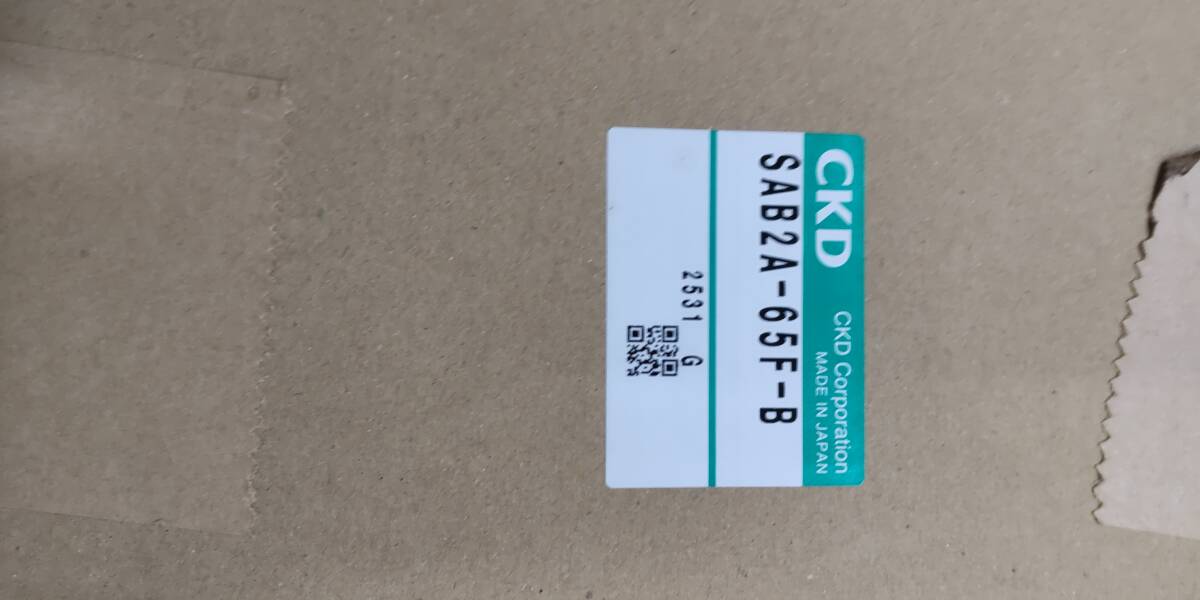 CKD
CKD Corporation
MADE IN JAPAN
SAB2A-65F-B
2531 G